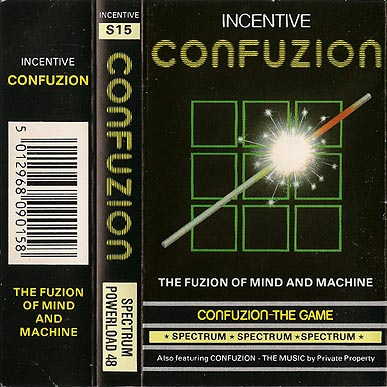 INCENTIVE
CONFUZION
5 012968 090158
THE FUZION
OF MIND
AND
MACHINE
INCENTIVE
S15
CONFUZION
SPECTRUM
POWERLOAD 48
INCENTIVE
CONFUZION
THE FUZION OF MIND AND MACHINE
CONFUZION-THE GAME
★ SPECTRUM ★ SPECTRUM ★ SPECTRUM ★
Also featuring CONFUZION - THE MUSIC by Private Property